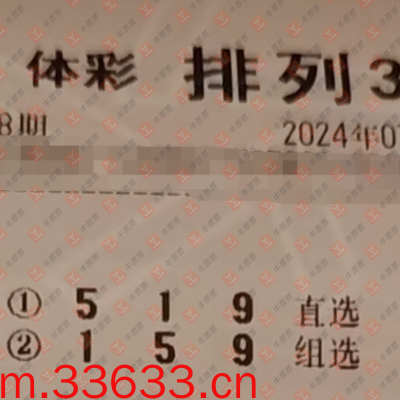 体彩 排列3
8期 2024年0
① 5 1 9 直选
② 1 5 9 组选
m.33633.cn